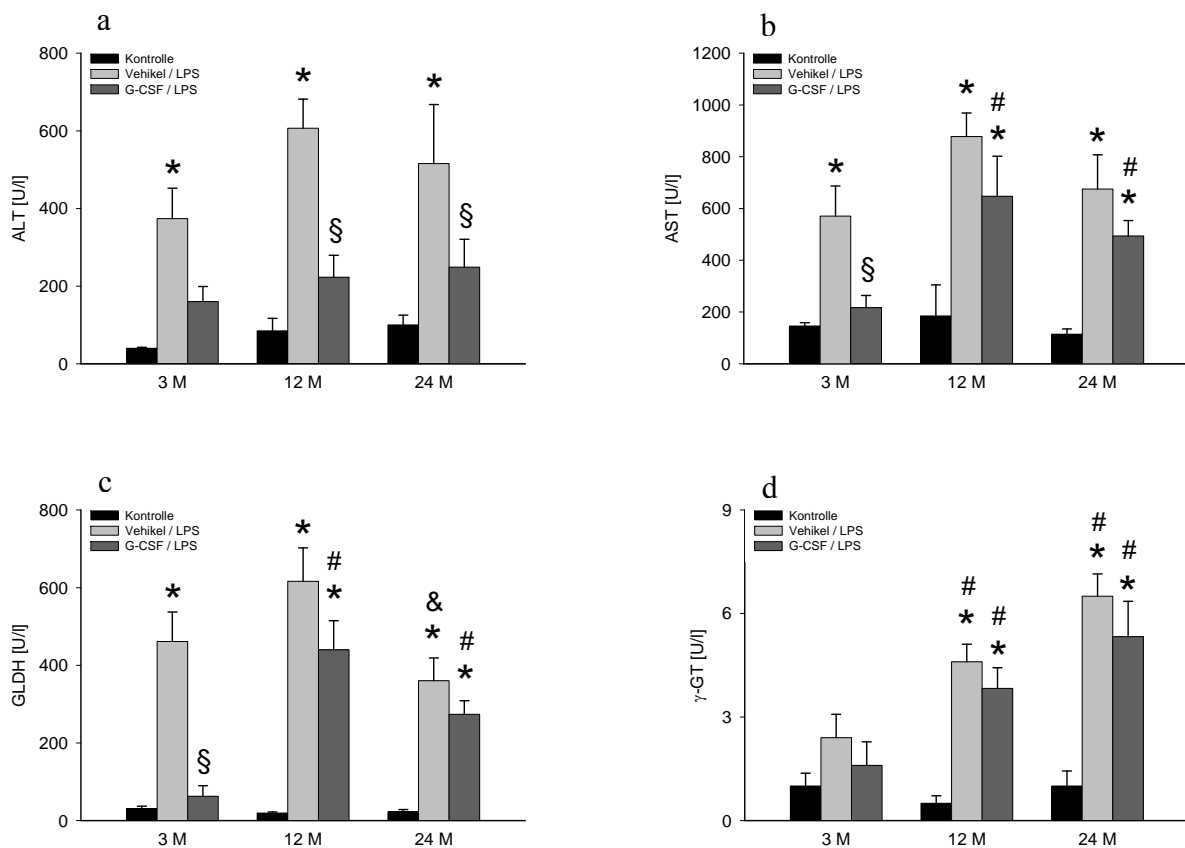 a
800
600
400
200
0
ALT [U/l]
Kontrolle
Vehikel / LPS
G-CSF / LPS
*
*
*
§
§
3 M 12 M 24 M
b
1200
1000
800
600
400
200
0
AST [U/l]
Kontrolle
Vehikel / LPS
G-CSF / LPS
*
§
*
#
*
*
#
*
3 M 12 M 24 M
c
800
600
400
200
0
GLDH [U/l]
Kontrolle
Vehikel / LPS
G-CSF / LPS
*
§
*
#
*
&
*
#
*
3 M 12 M 24 M
d
9
6
3
0
γ-GT [U/l]
Kontrolle
Vehikel / LPS
G-CSF / LPS
#
*
#
*
#
*
#
*
3 M 12 M 24 M